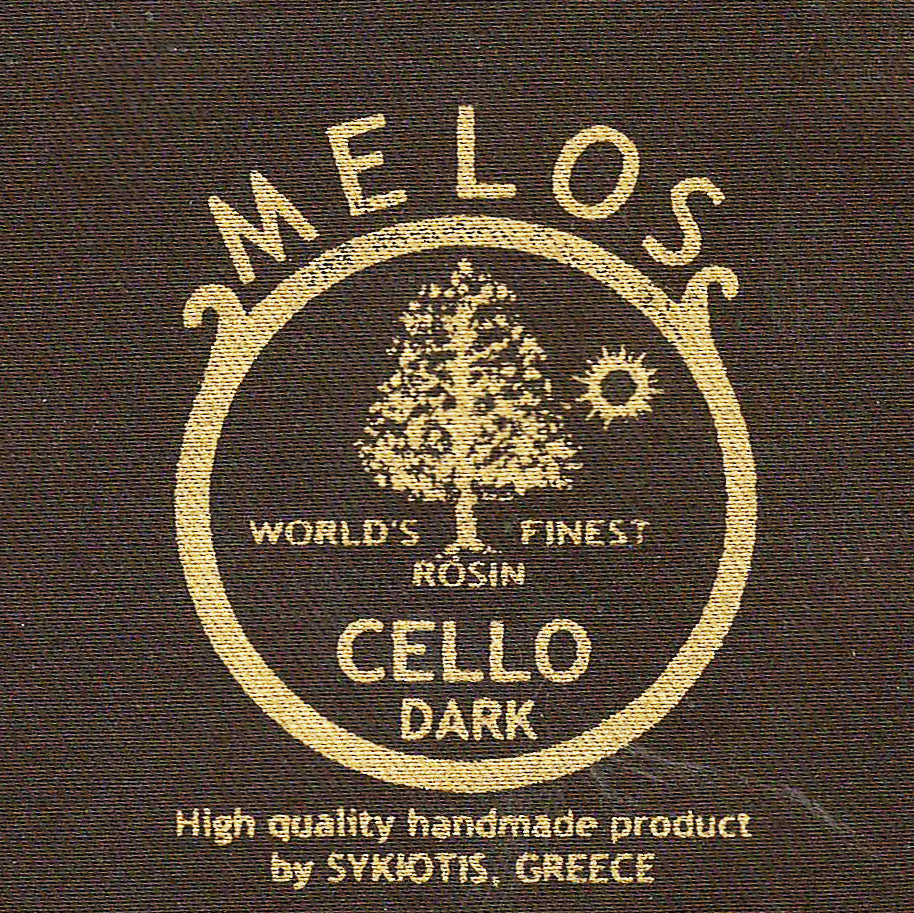 MELOS
WORLD'S FINEST
ROSIN
CELLO
DARK
High quality handmade product
by SYKIOTIS, GREECE